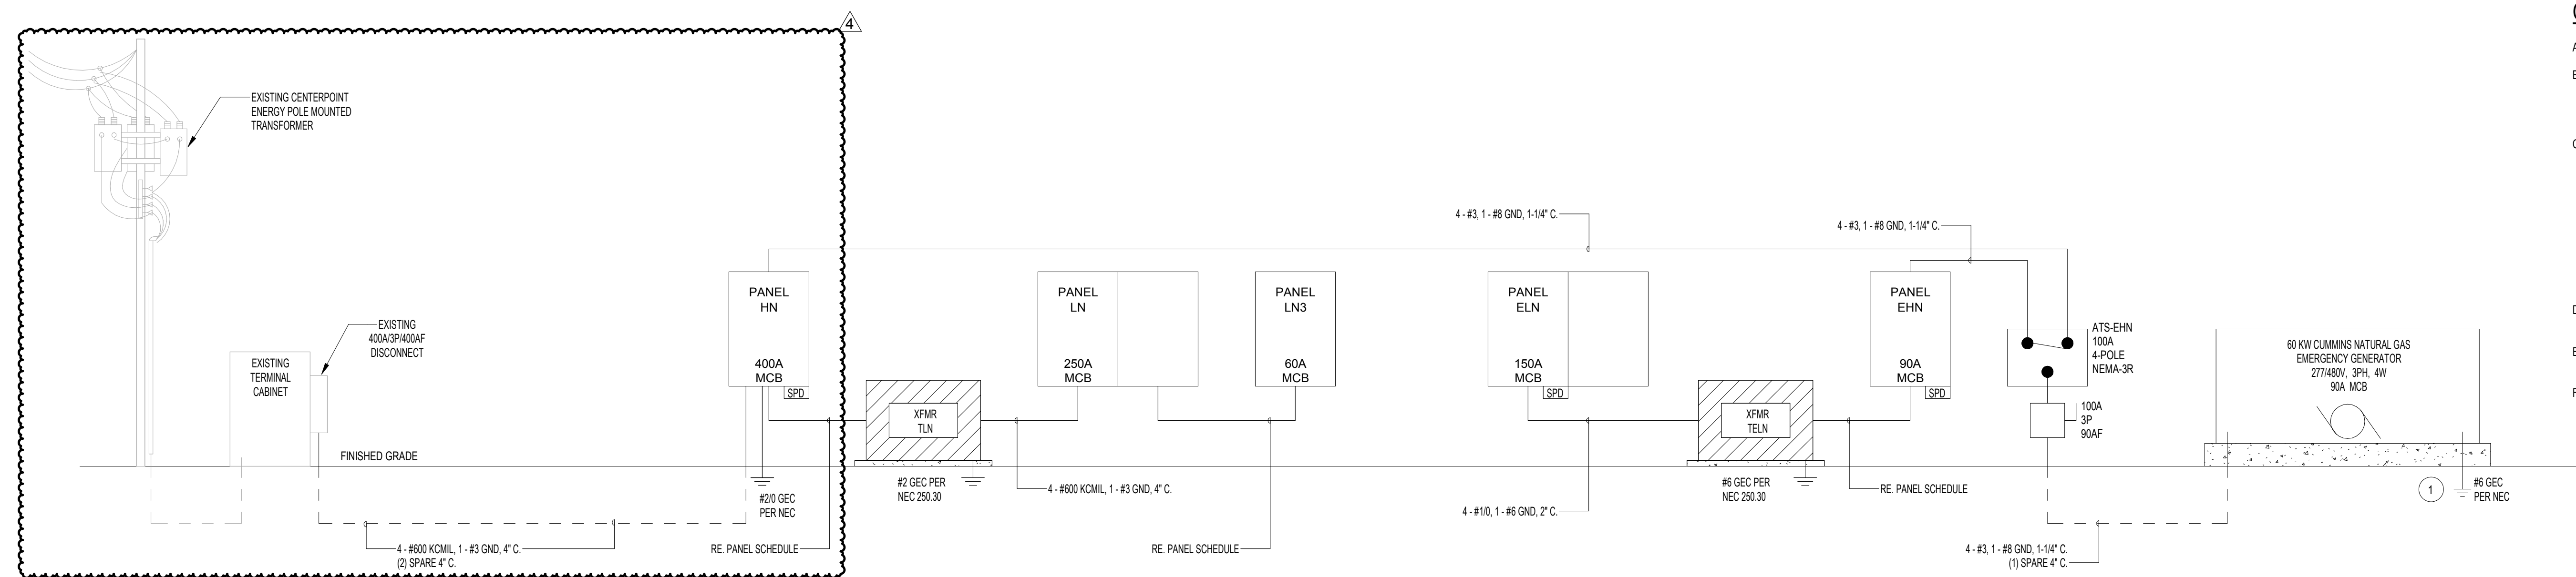 4
EXISTING CENTERPOINT
ENERGY POLE MOUNTED
TRANSFORMER
EXISTING
400A/3P/400AF
DISCONNECT
EXISTING
TERMINAL
CABINET
FINISHED GRADE
4 - #600 KCMIL, 1 - #3 GND, 4" C.
(2) SPARE 4" C.
PANEL
HN
400A
MCB
SPD
#2/0 GEC
PER NEC
RE. PANEL SCHEDULE
XFMR
TLN
#2 GEC PER
NEC 250.30
PANEL
LN
250A
MCB
4 - #600 KCMIL, 1 - #3 GND, 4" C.
PANEL
LN3
60A
MCB
RE. PANEL SCHEDULE
4 - #3, 1 - #8 GND, 1-1/4" C.
PANEL
ELN
150A
MCB
SPD
4 - #1/0, 1 - #6 GND, 2" C.
XFMR
TELN
#6 GEC PER
NEC 250.30
4 - #3, 1 - #8 GND, 1-1/4" C.
PANEL
EHN
90A
MCB
SPD
RE. PANEL SCHEDULE
ATS-EHN
100A
4-POLE
NEMA-3R
100A
3P
90AF
4 - #3, 1 - #8 GND, 1-1/4" C.
(1) SPARE 4" C.
60 KW CUMMINS NATURAL GAS
EMERGENCY GENERATOR
277/480V, 3PH, 4W
90A MCB
1
#6 GEC
PER NEC